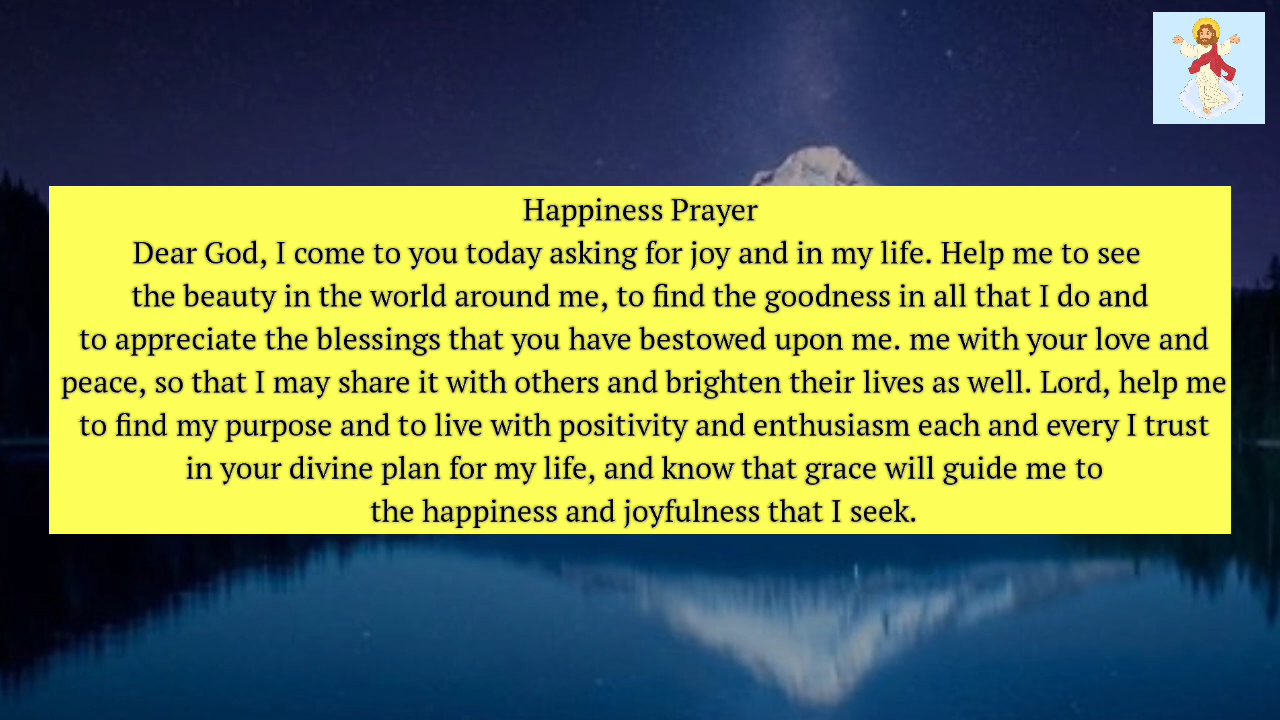 Happiness Prayer
Dear God, I come to you today asking for joy and in my life. Help me to see
the beauty in the world around me, to find the goodness in all that I do and
to appreciate the blessings that you have bestowed upon me. me with your love and
peace, so that I may share it with others and brighten their lives as well. Lord, help me
to find my purpose and to live with positivity and enthusiasm each and every I trust
in your divine plan for my life, and know that grace will guide me to
the happiness and joyfulness that I seek.